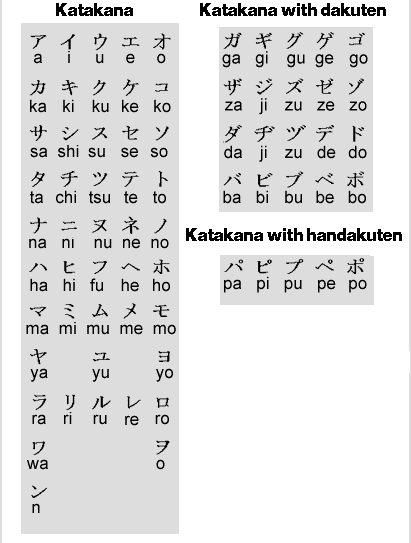 Katakana
ア イ ウ エ オ
a i u e o
カ キ ク ケ コ
ka ki ku ke ko
サ シ ス セ ソ
sa shi su se so
タ チ ツ テ ト
ta chi tsu te to
ナ ニ ヌ ネ ノ
na ni nu ne no
ハ ヒ フ ヘ ホ
ha hi fu he ho
マ ミ ム メ モ
ma mi mu me mo
ヤ ユ ヨ
ya yu yo
ラ リ ル レ ロ
ra ri ru re ro
ワ ヲ
wa o
ン
n
Katakana with dakuten
ガ ギ グ ゲ ゴ
ga gi gu ge go
ザ ジ ズ ゼ ゾ
za ji zu ze zo
ダ ヂ ヅ デ ド
da ji zu de do
バ ビ ブ ベ ボ
ba bi bu be bo
Katakana with handakuten
パ ピ プ ペ ポ
pa pi pu pe po